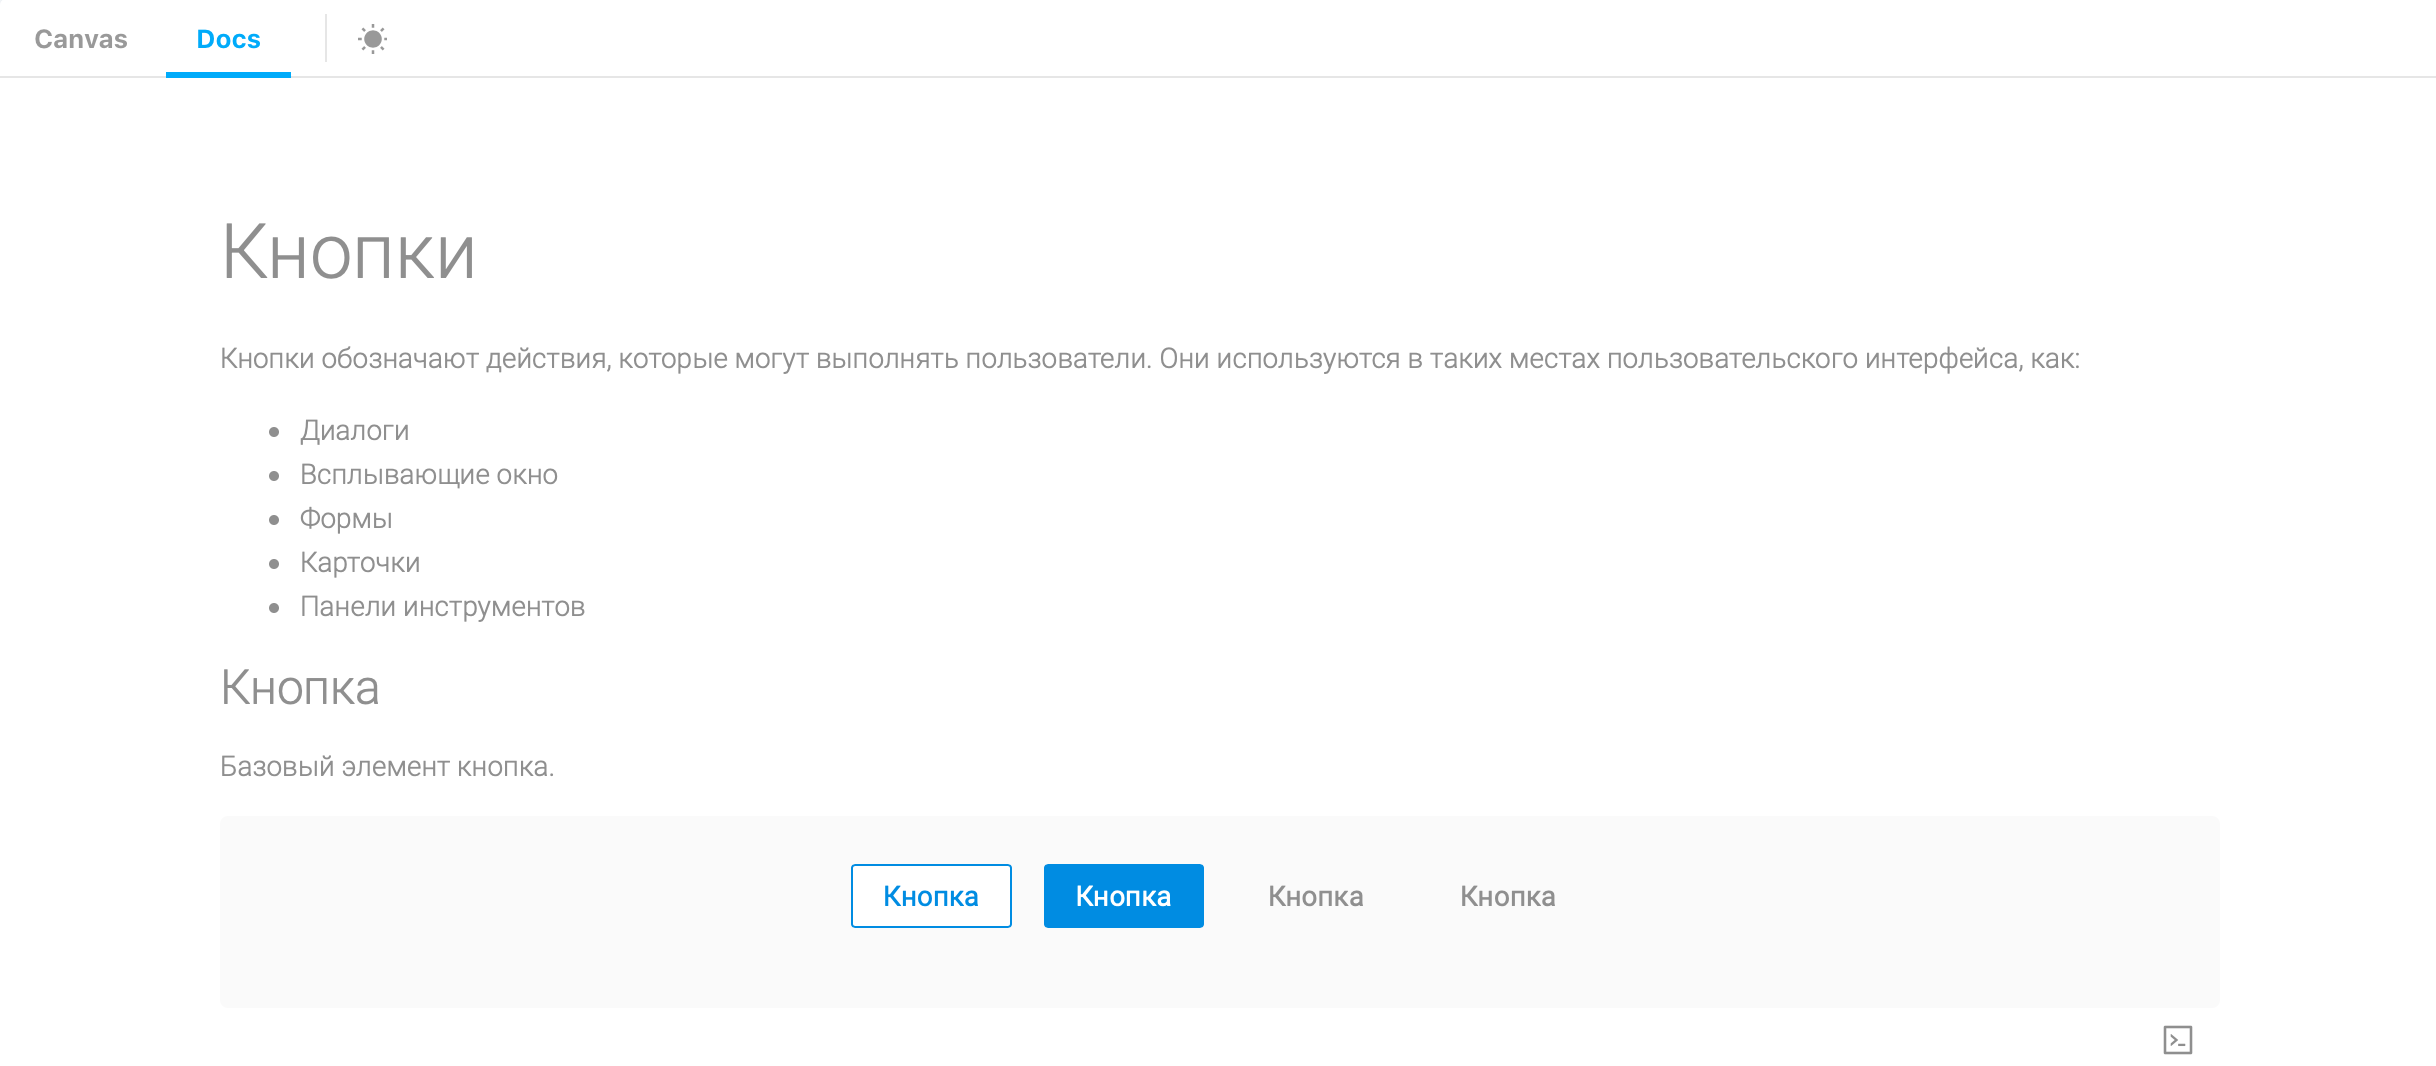 Canvas Docs
Кнопки
Кнопки обозначают действия, которые могут выполнять пользователи. Они используются в таких местах пользовательского интерфейса, как:
Диалоги
Всплывающие окно
Формы
Карточки
Панели инструментов
Кнопка
Базовый элемент кнопка.
Кнопка Кнопка Кнопка Кнопка